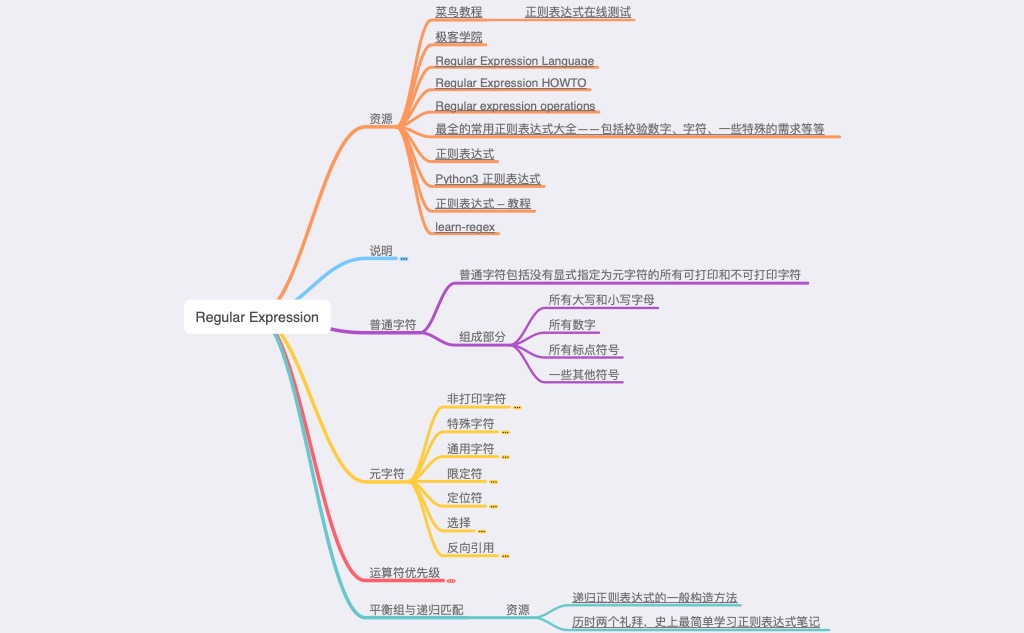 菜鸟教程
正则表达式在线测试
极客学院
Regular Expression Language
Regular Expression HOWTO
Regular expression operations
最全的常用正则表达式大全——包括校验数字、字符、一些特殊的需求等等
正则表达式
Python3 正则表达式
正则表达式 – 教程
learn-regex
资源
说明
Regular Expression
普通字符
普通字符包括没有显式指定为元字符的所有可打印和不可打印字符
组成部分
所有大写和小写字母
所有数字
所有标点符号
一些其他符号
元字符
非打印字符
特殊字符
通用字符
限定符
定位符
选择
反向引用
运算符优先级
平衡组与递归匹配
资源
递归正则表达式的一般构造方法
历时两个礼拜，史上最简单学习正则表达式笔记